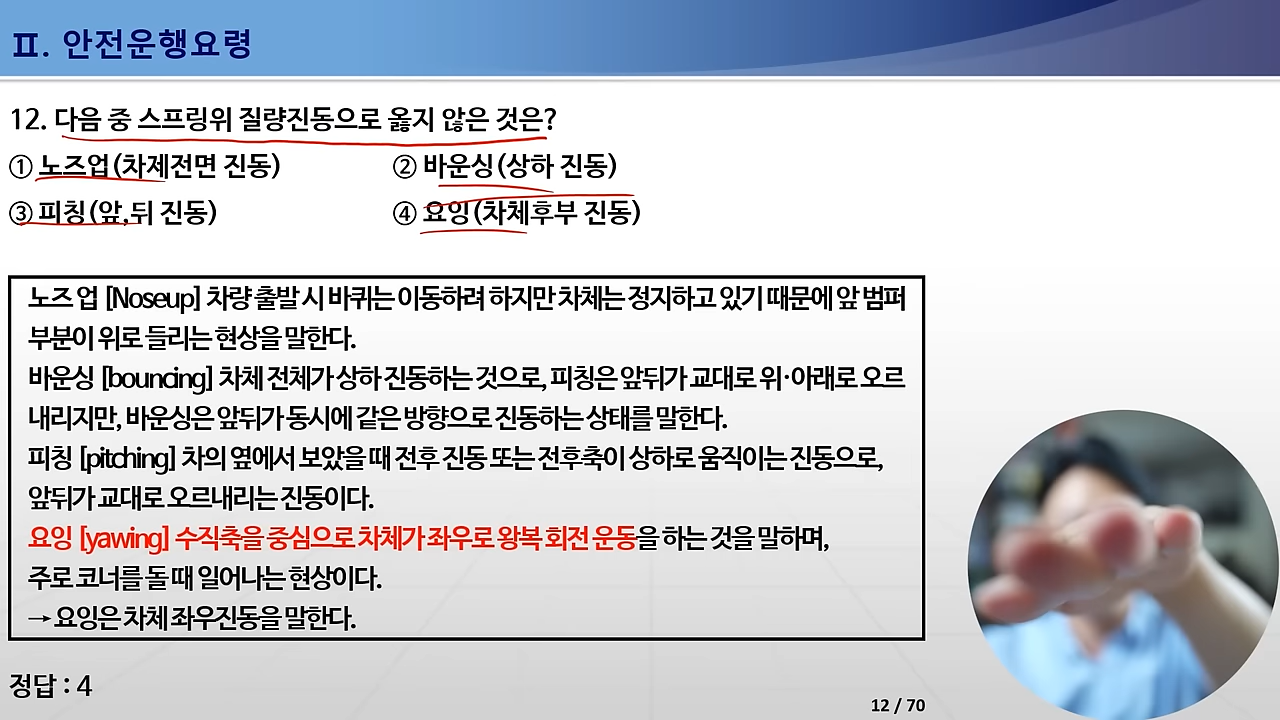 Ⅱ. 안전운행요령
12. 다음 중 스프링위 질량진동으로 옳지 않은 것은?
① 노즈업(차제전면 진동) ② 바운싱(상하 진동)
③ 피칭(앞,뒤 진동) ④ 요잉(차체후부 진동)
노즈 업 [Noseup] 차량 출발 시 바퀴는 이동하려 하지만 차체는 정지하고 있기 때문에 앞 범퍼
부분이 위로 들리는 현상을 말한다.
바운싱 [bouncing] 차체 전체가 상하 진동하는 것으로, 피칭은 앞뒤가 교대로 위·아래로 오르
내리지만, 바운싱은 앞뒤가 동시에 같은 방향으로 진동하는 상태를 말한다.
피칭 [pitching] 차의 옆에서 보았을 때 전후 진동 또는 전후축이 상하로 움직이는 진동으로,
앞뒤가 교대로 오르내리는 진동이다.
요잉 [yawing] 수직축을 중심으로 차체가 좌우로 왕복 회전 운동을 하는 것을 말하며,
주로 코너를 돌 때 일어나는 현상이다.
→ 요잉은 차체 좌우진동을 말한다.
정답 : 4
12 / 70